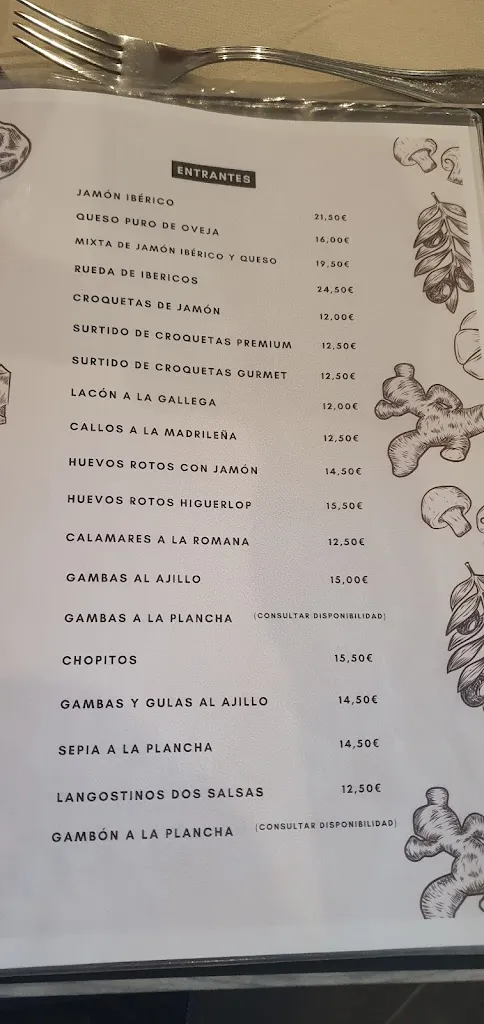 ENTRANTES
JAMÓN IBÉRICO 21,50€
QUESO PURO DE OVEJA 16,00€
MIXTA DE JAMÓN IBÉRICO Y QUESO 19,50€
RUEDA DE IBERICOS 24,50€
CROQUETAS DE JAMÓN 12,00€
SURTIDO DE CROQUETAS PREMIUM 12,50€
SURTIDO DE CROQUETAS GURMET 12,50€
LACÓN A LA GALLEGA 12,00€
CALLOS A LA MADRILEÑA 12,50€
HUEVOS ROTOS CON JAMÓN 14,50€
HUEVOS ROTOS HIGUERLOP 15,50€
CALAMARES A LA ROMANA 12,50€
GAMBAS AL AJILLO 15,00€
GAMBAS A LA PLANCHA (CONSULTAR DISPONIBILIDAD)
CHOPITOS 15,50€
GAMBAS Y GULAS AL AJILLO 14,50€
SEPIA A LA PLANCHA 14,50€
LANGOSTINOS DOS SALSAS 12,50€
GAMBÓN A LA PLANCHA (CONSULTAR DISPONIBILIDAD)